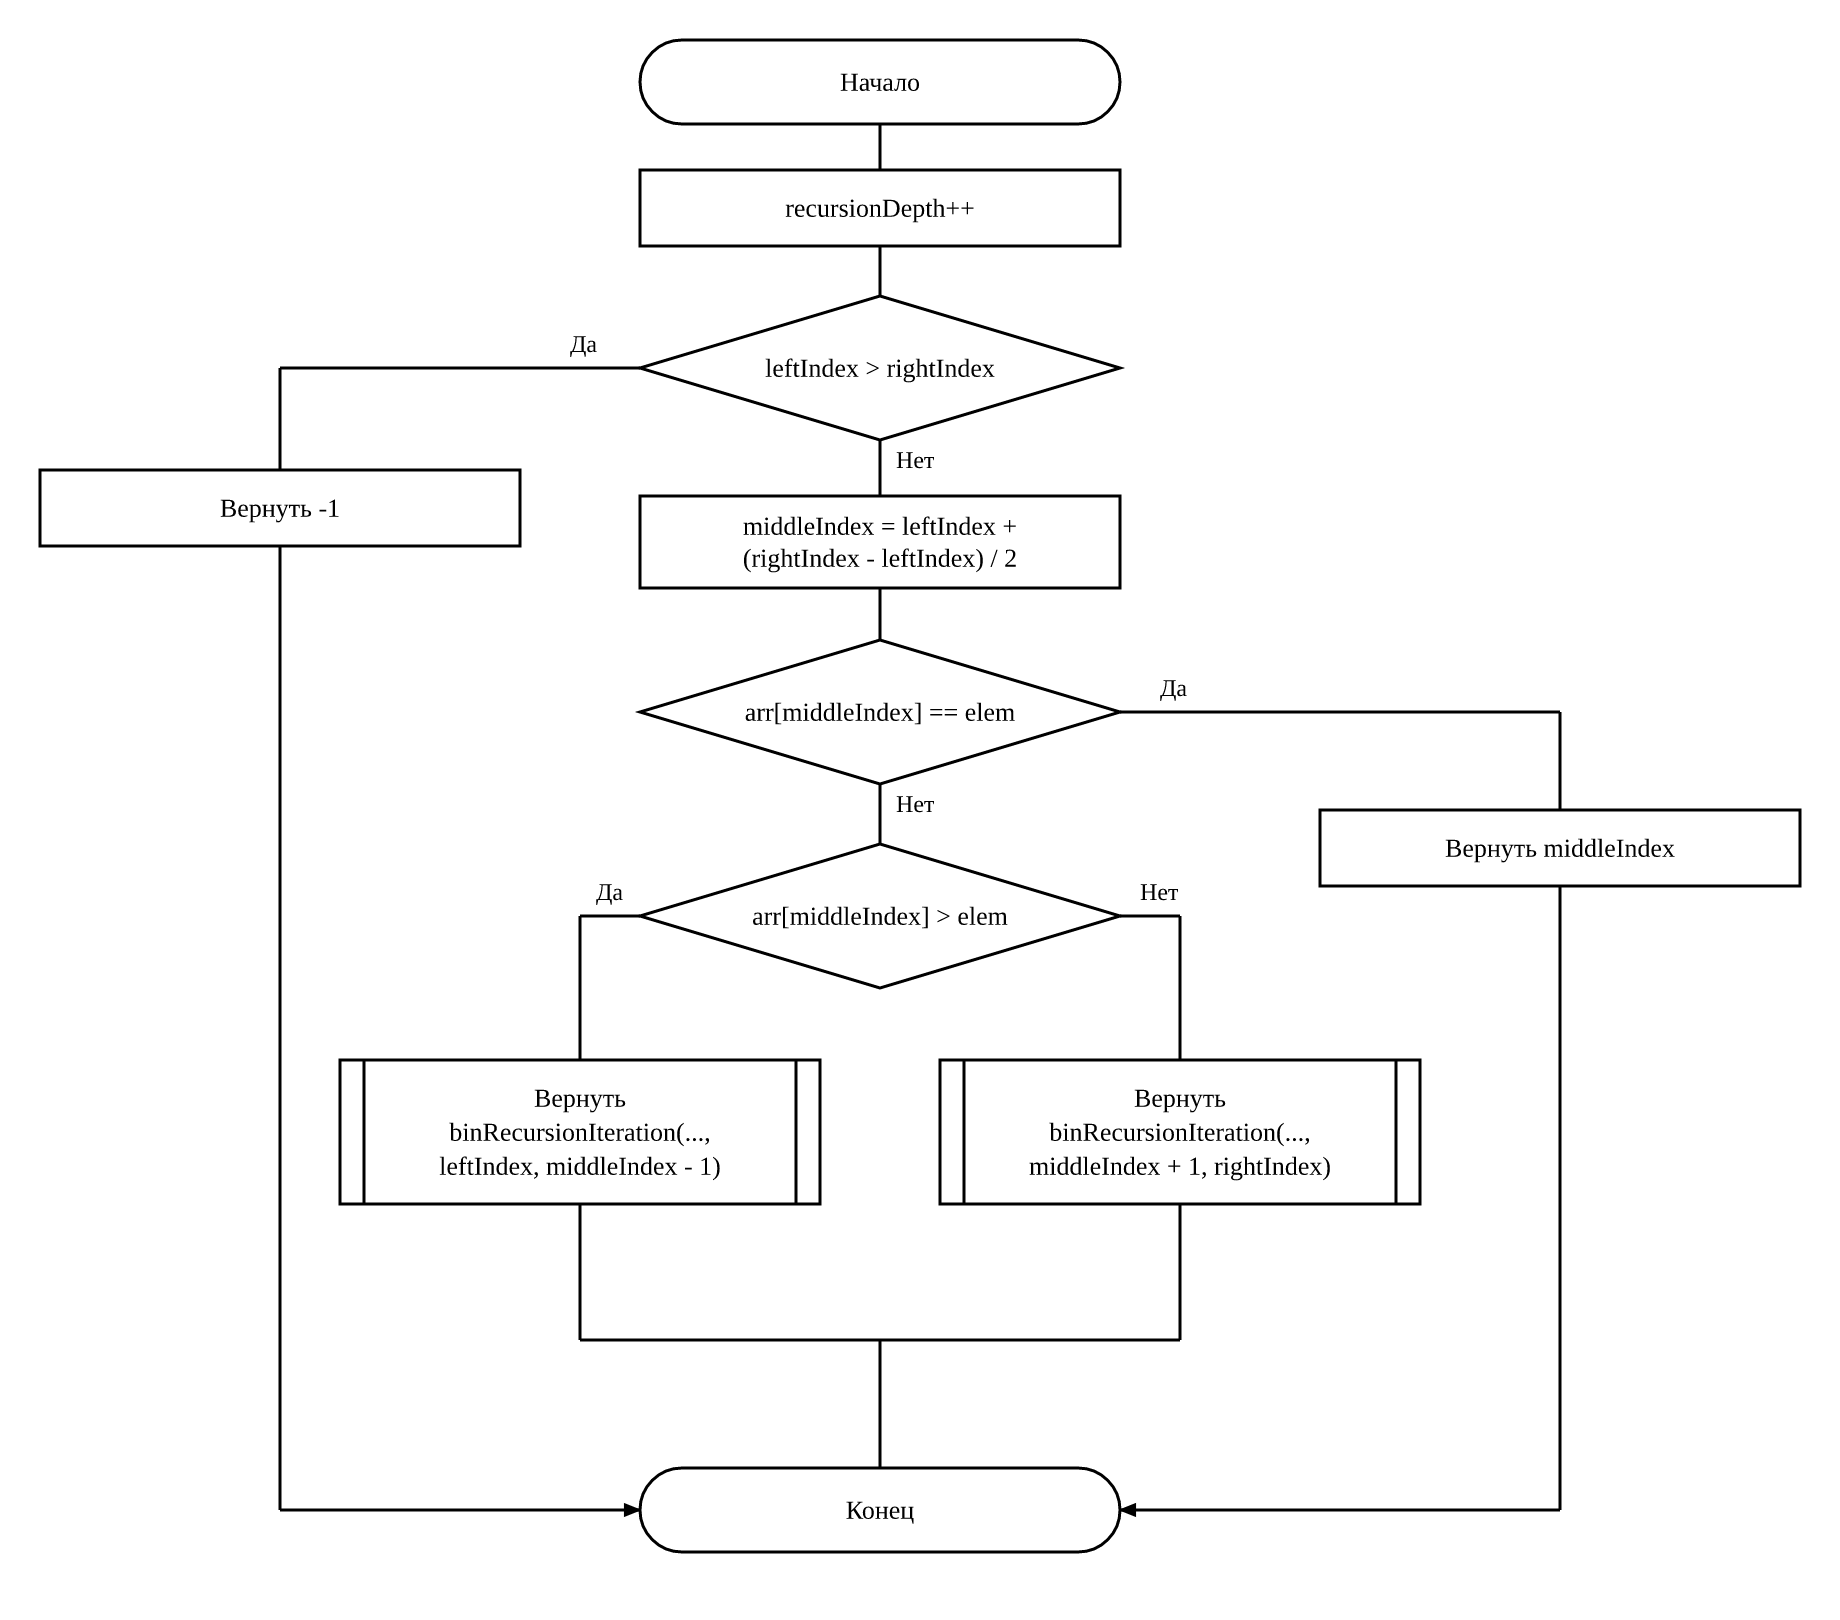 Начало
recursionDepth++
Да
leftIndex > rightIndex
Нет
Вернуть -1
middleIndex = leftIndex +
(rightIndex - leftIndex) / 2
Да
arr[middleIndex] == elem
Нет
Вернуть middleIndex
Да
Нет
arr[middleIndex] > elem
Вернуть
binRecursionIteration(...,
leftIndex, middleIndex - 1)
Вернуть
binRecursionIteration(...,
middleIndex + 1, rightIndex)
Конец